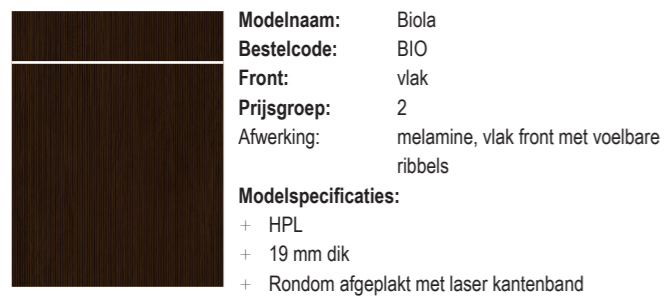 Modelnaam: Biola
Bestelcode: BIO
Front: vlak
Prijsgroep: 2
Afwerking: melamine, vlak front met voelbare
ribbels
Modelspecificaties:
+ HPL
+ 19 mm dik
+ Rondom afgeplakt met laser kantenband